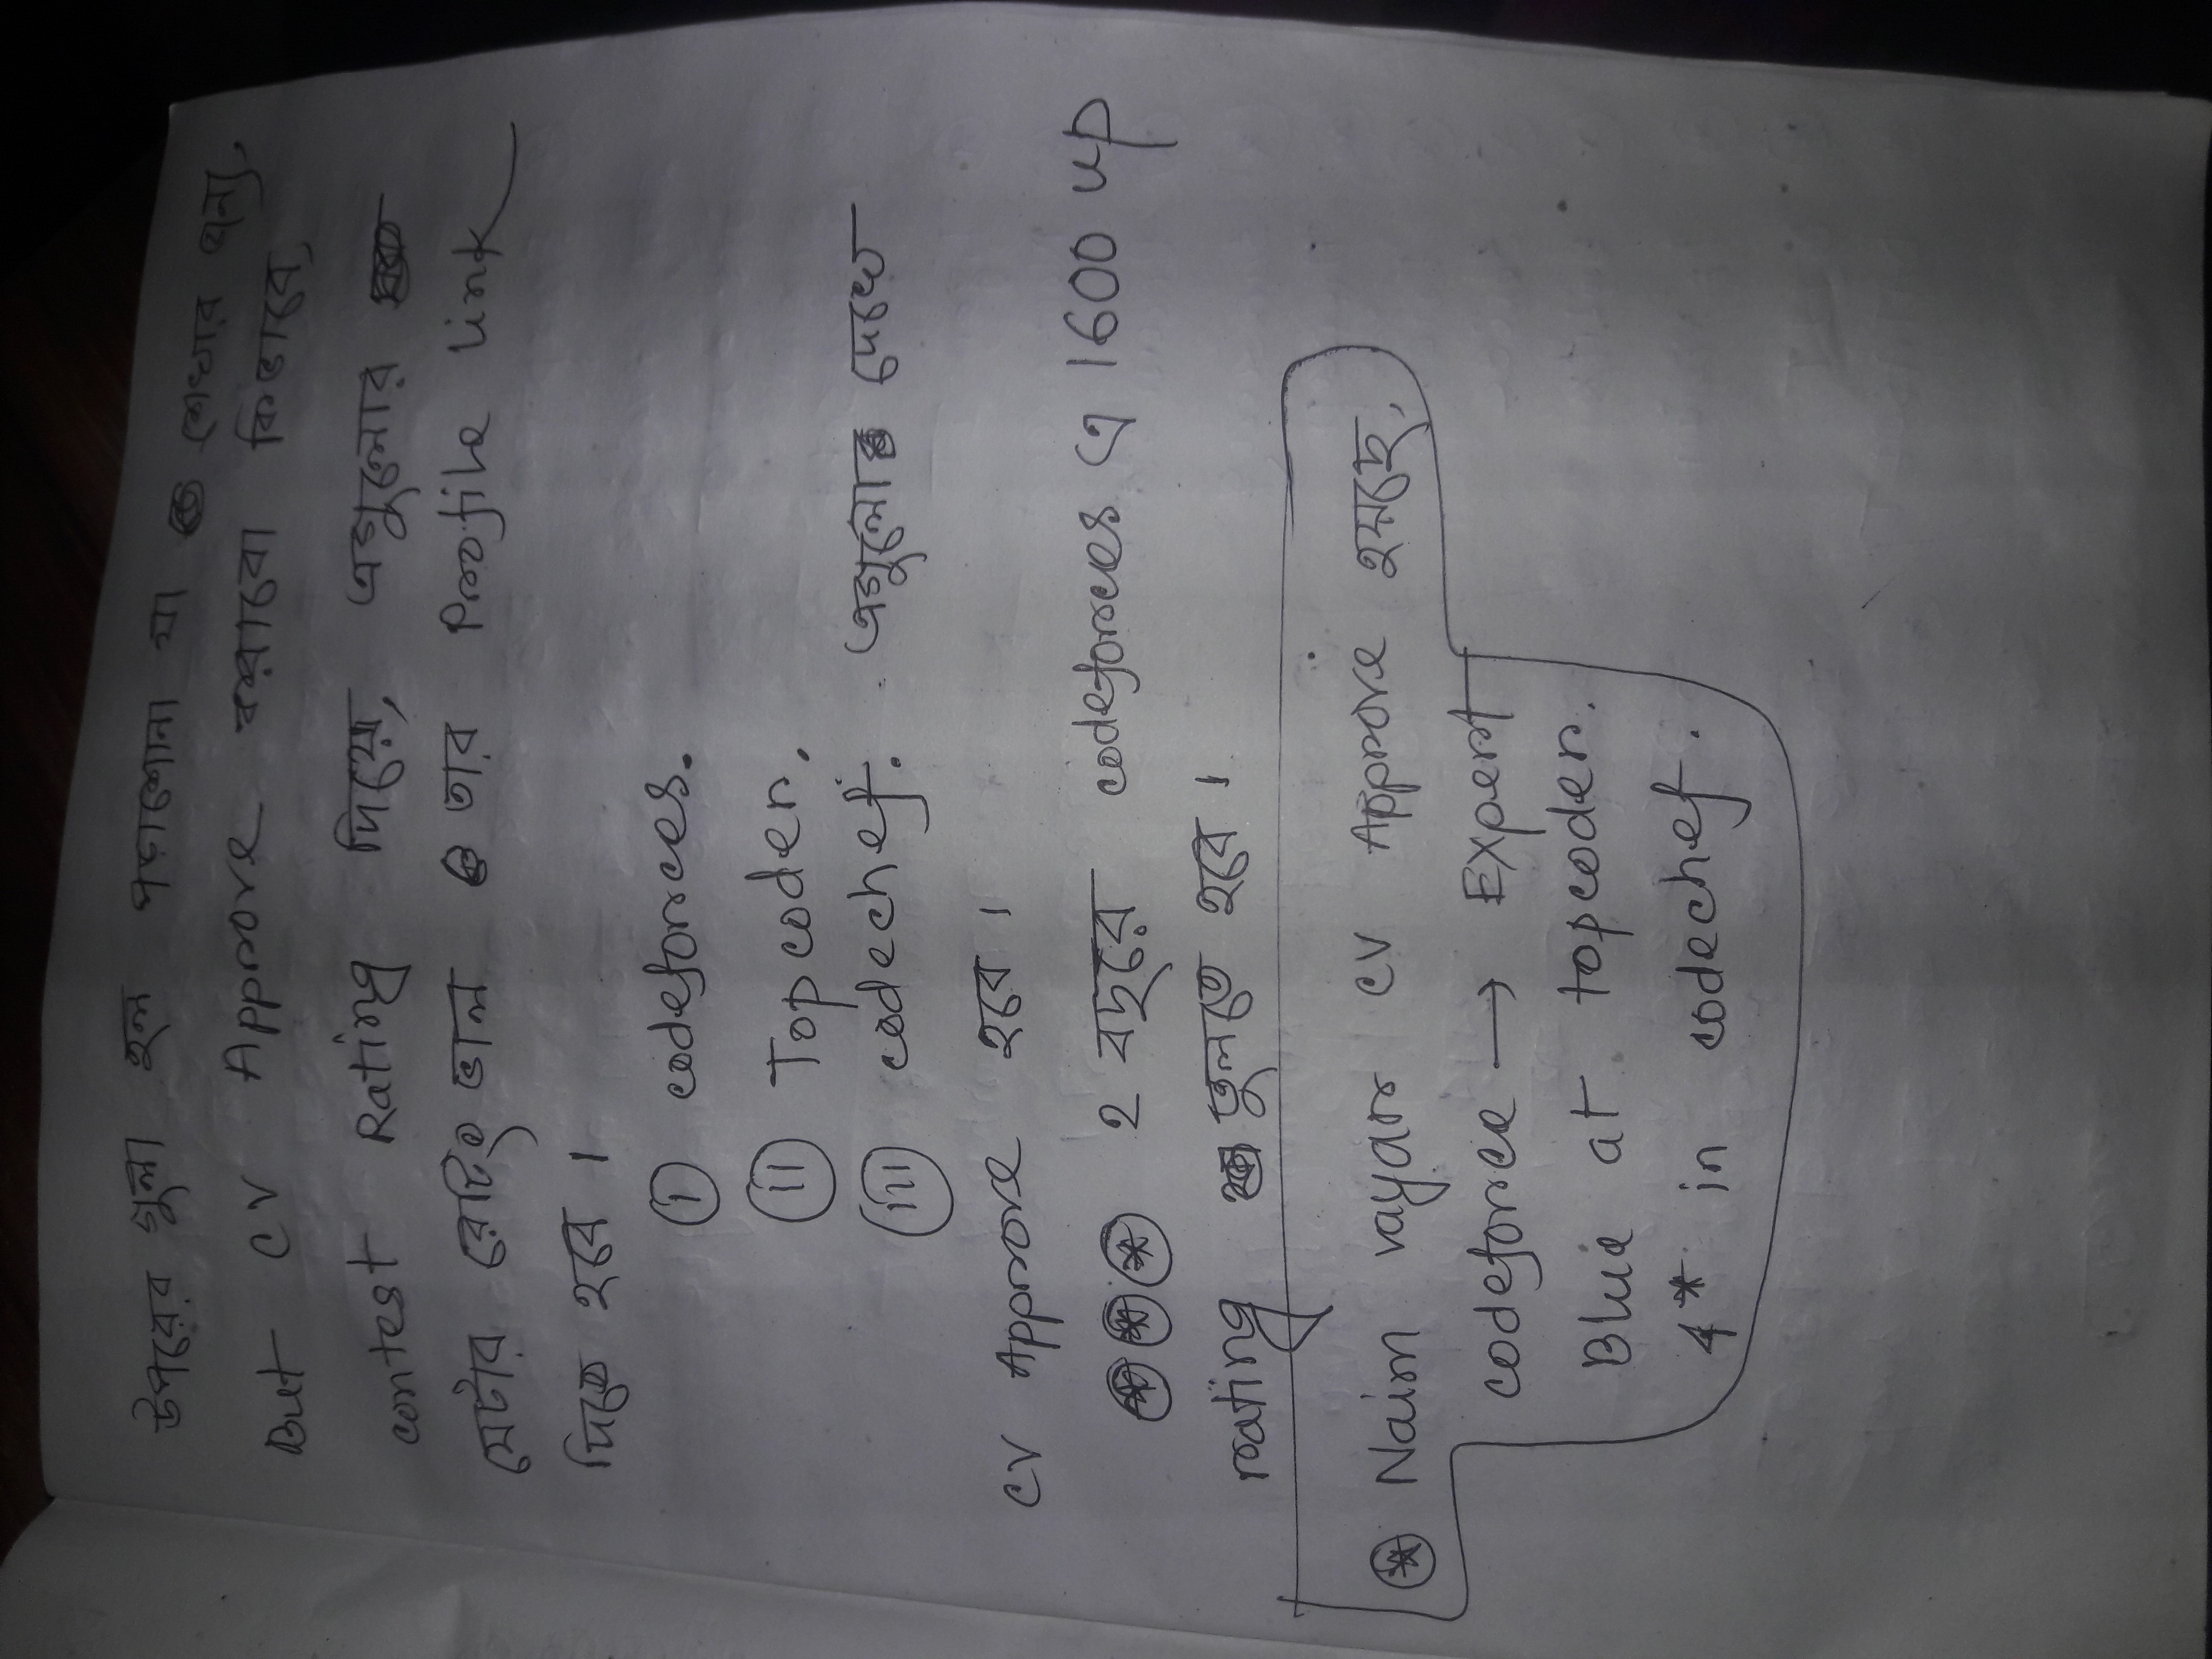 উপরের গুলা হল পড়াশোনা যা শেখার জন্য,
But CV Approve করাবো কিভাবে,
contest Rating দিয়ে, এগুলোর
যেটার রেটিং ভাল তার Profile link
দিতে হবে।
(i) codeforces.
(ii) Topcoder.
(iii) codechef. এগুলো দেখে
CV Approve হবে।
*** ২ বছরে codeforces এ 1600 up
rating তুলতে হবে।
* Naim vayar CV Approve হয়ছে,
codeforce → Expert
Blue at topcoder.
4* in codechef.